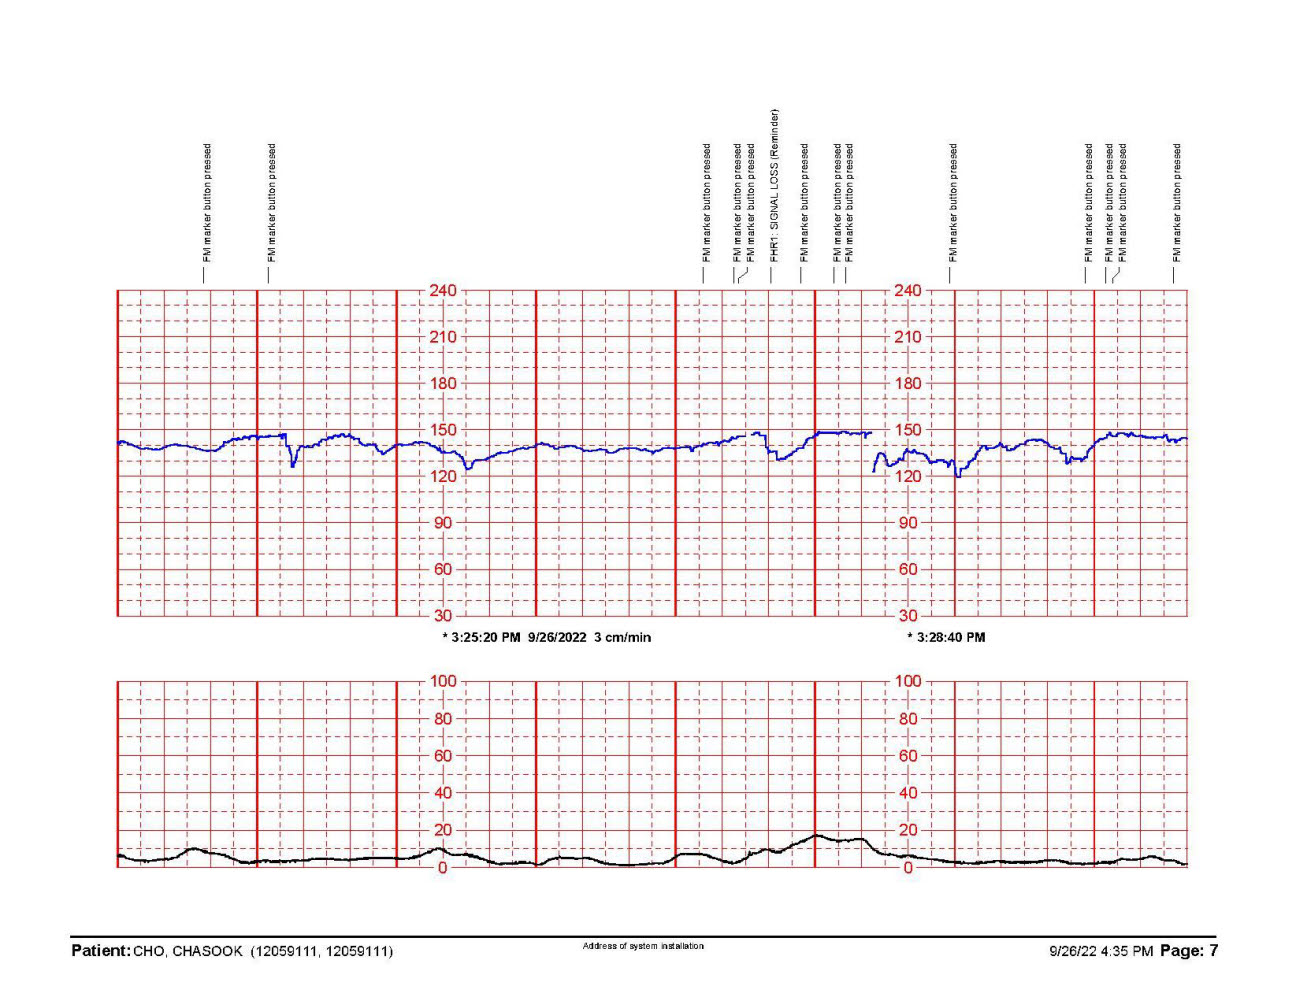 FM marker button pressed
FM marker button pressed
FM marker button pressed
FM marker button pressed
FM marker button pressed
FHR1: SIGNAL LOSS (Reminder)
FM marker button pressed
FM marker button pressed
FM marker button pressed
FM marker button pressed
FM marker button pressed
FM marker button pressed
FM marker button pressed
FM marker button pressed
240 240
210 210
180 180
150 150
120 120
90 90
60 60
30 30
* 3:25:20 PM 9/26/2022 3 cm/min * 3:28:40 PM
100 100
80 80
60 60
40 40
20 20
0 0
Patient: CHO, CHASOOK (12059111, 12059111) Address of system installation 9/26/22 4:35 PM Page: 7